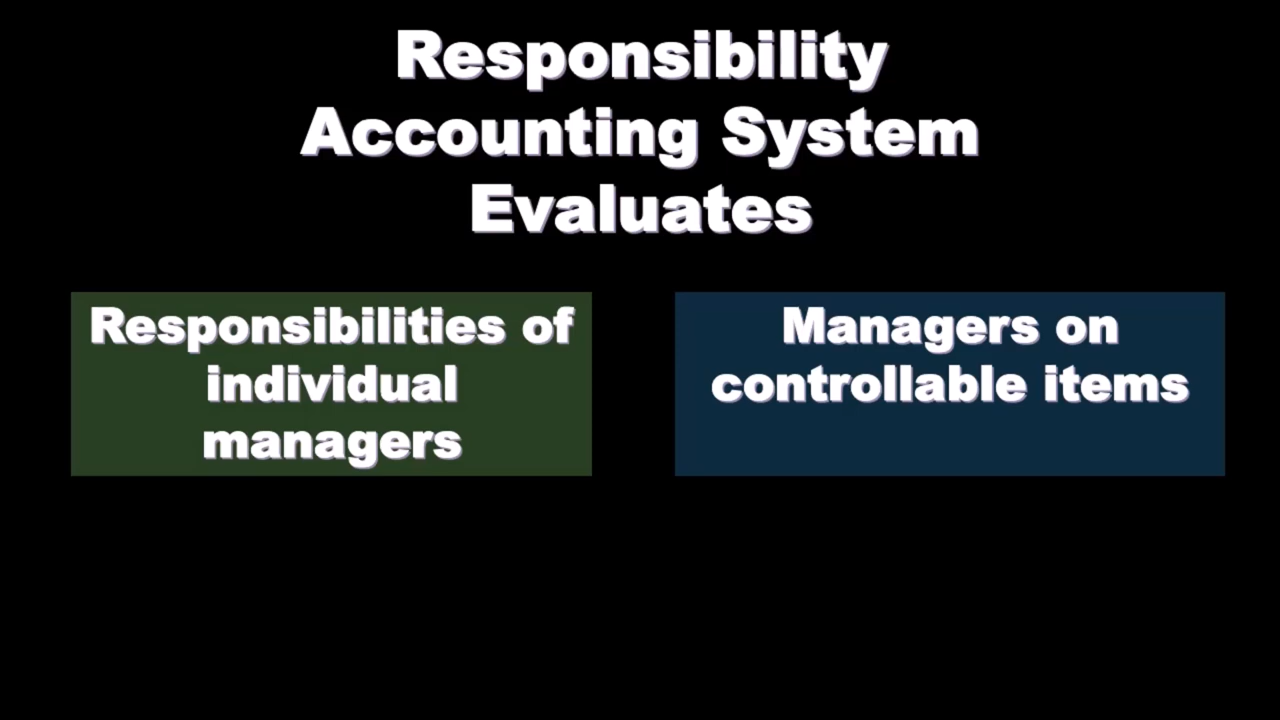 Responsibility
Accounting System
Evaluates
Responsibilities of
individual
managers
Managers on
controllable items